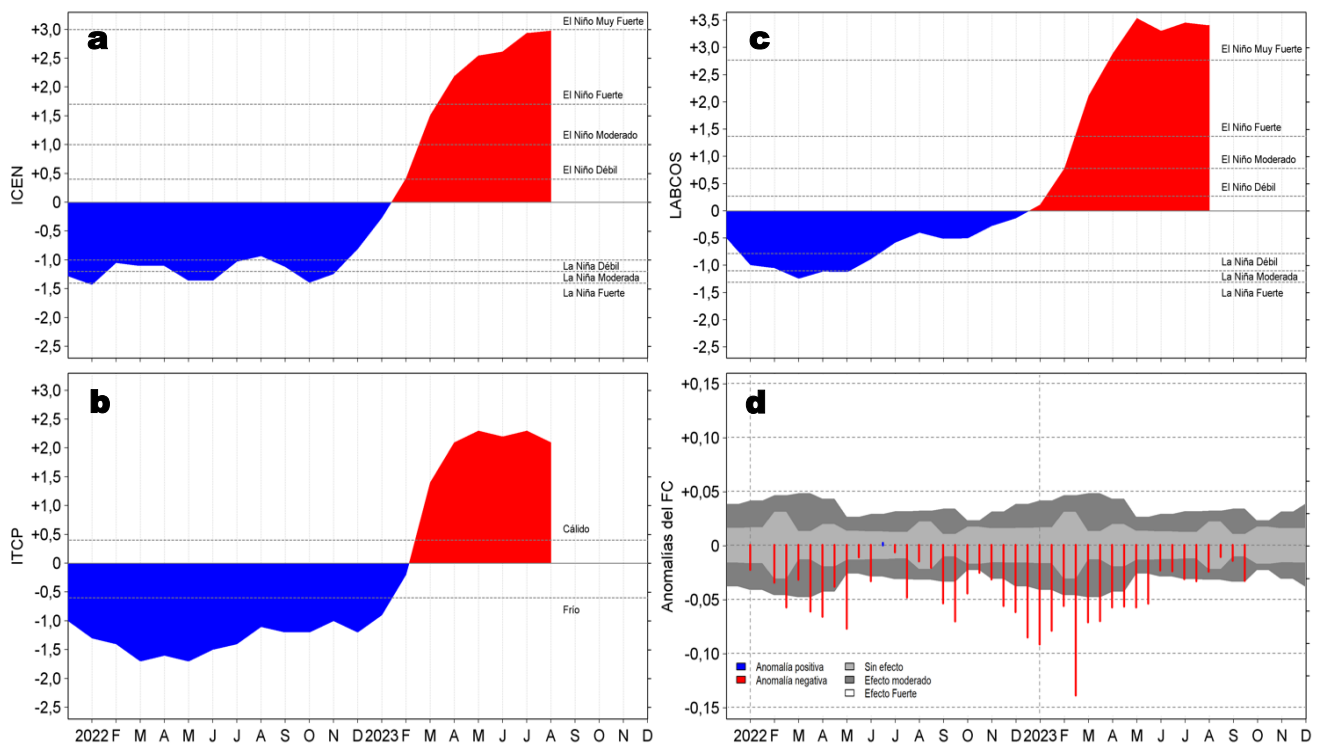 a
ICEN
+3,0
+2,5
+2,0
+1,5
+1,0
+0,5
0
-0,5
-1,0
-1,5
-2,0
-2,5
El Niño Muy Fuerte
El Niño Fuerte
El Niño Moderado
El Niño Débil
La Niña Débil
La Niña Moderada
La Niña Fuerte
c
LABCOS
+3,5
+3,0
+2,5
+2,0
+1,5
+1,0
+0,5
0
-0,5
-1,0
-1,5
-2,0
-2,5
El Niño Muy Fuerte
El Niño Fuerte
El Niño Moderado
El Niño Débil
La Niña Débil
La Niña Moderada
La Niña Fuerte
b
ITCP
+3,0
+2,5
+2,0
+1,5
+1,0
+0,5
0
-0,5
-1,0
-1,5
-2,0
-2,5
Cálido
Frío
2022 F M A M J J A S O N D 2023 F M A M J J A S O N D
d
Anomalías del FC
+0,15
+0,10
+0,05
0
-0,05
-0,10
-0,15
Anomalía positiva
Anomalía negativa
Sin efecto
Efecto moderado
Efecto Fuerte
2022 F M A M J J A S O N D 2023 F M A M J J A S O N D